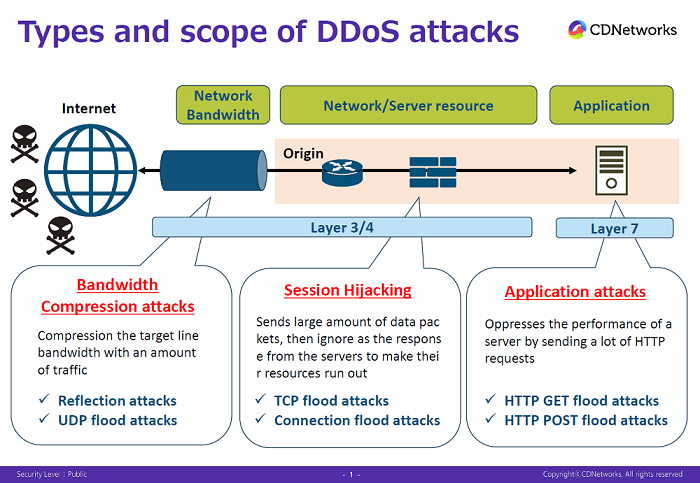 Types and scope of DDoS attacks
CDNetworks
Internet
Network
Bandwidth
Network/Server resource
Application
Origin
Layer 3/4
Layer 7
Bandwidth
Compression attacks
Compression the target line
bandwidth with an amount
of traffic
✓ Reflection attacks
✓ UDP flood attacks
Session Hijacking
Sends large amount of data pac
kets, then ignore as the respons
e from the servers to make thei
r resources run out
✓ TCP flood attacks
✓ Connection flood attacks
Application attacks
Oppresses the performance of a
server by sending a lot of HTTP
requests
✓ HTTP GET flood attacks
✓ HTTP POST flood attacks
Security Level : Public
- 1 -
Copyright©CDNetworks. All rights reserved